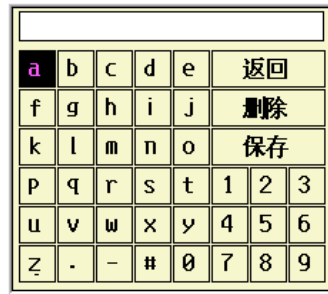 a b c d e 返回
f g h i j 删除
k l m n o 保存
p q r s t 1 2 3
u v w x y 4 5 6
z . - # 0 7 8 9